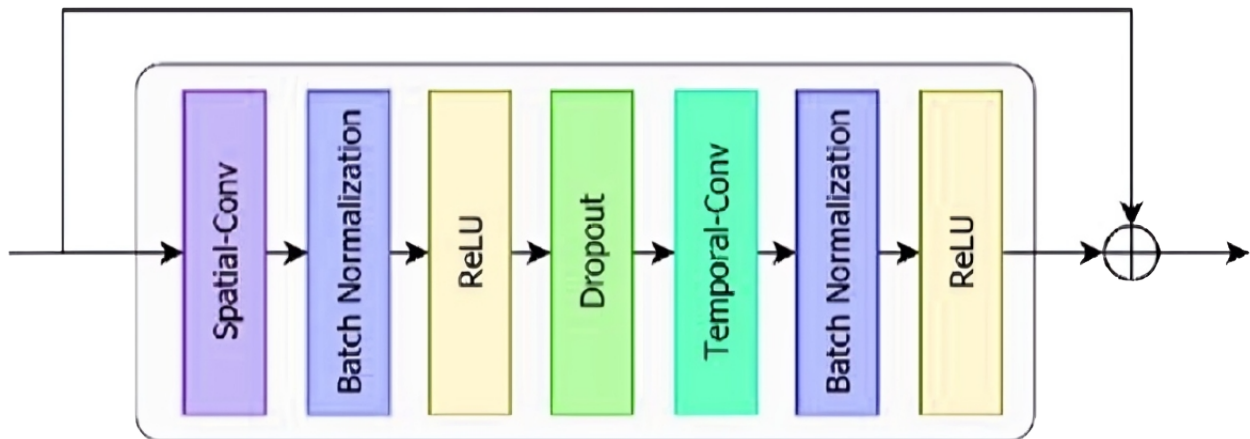 Spatial-Conv
Batch Normalization
ReLU
Dropout
Temporal-Conv
Batch Normalization
ReLU